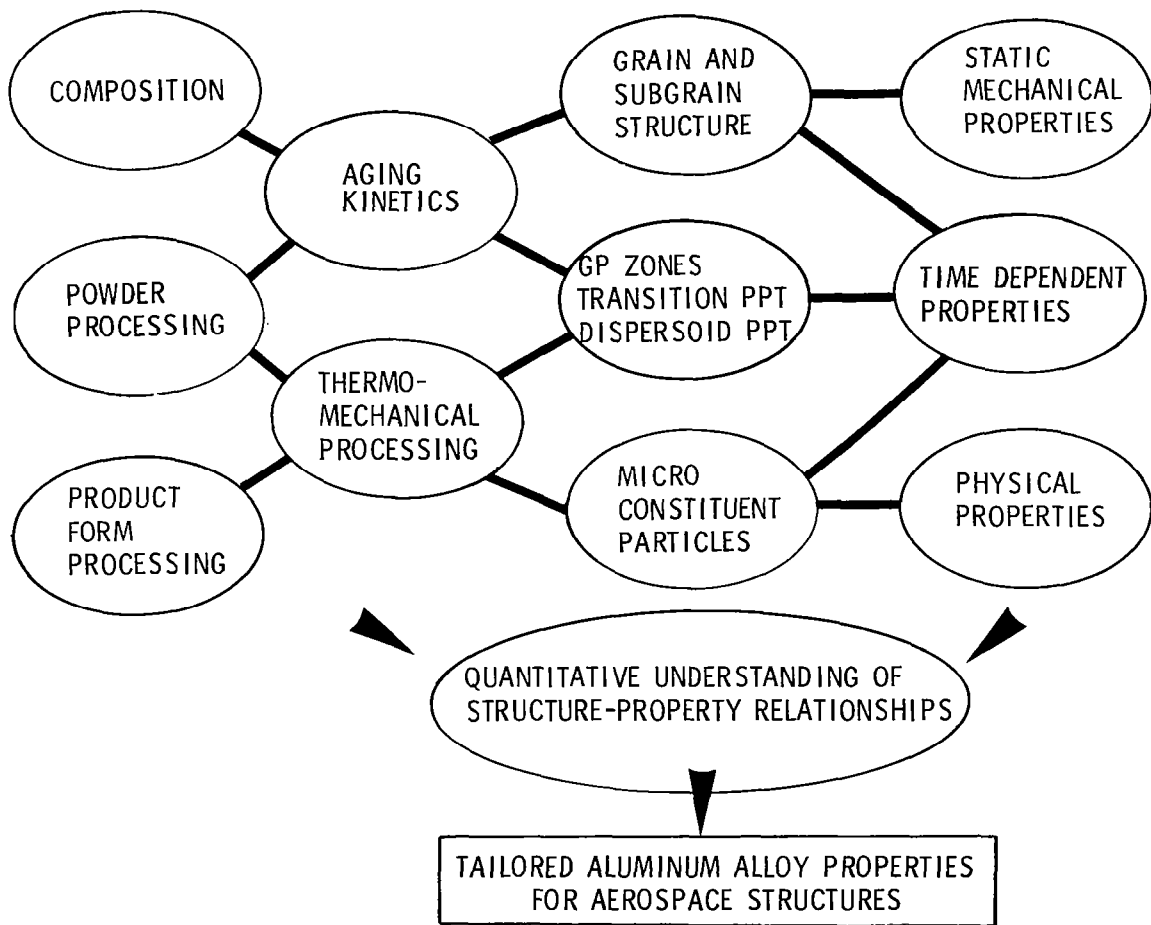 COMPOSITION
POWDER
PROCESSING
PRODUCT
FORM
PROCESSING
AGING
KINETICS
THERMO-
MECHANICAL
PROCESSING
GRAIN AND
SUBGRAIN
STRUCTURE
GP ZONES
TRANSITION PPT
DISPERSOID PPT
MICRO
CONSTITUENT
PARTICLES
STATIC
MECHANICAL
PROPERTIES
TIME DEPENDENT
PROPERTIES
PHYSICAL
PROPERTIES
QUANTITATIVE UNDERSTANDING OF
STRUCTURE-PROPERTY RELATIONSHIPS
TAILORED ALUMINUM ALLOY PROPERTIES
FOR AEROSPACE STRUCTURES